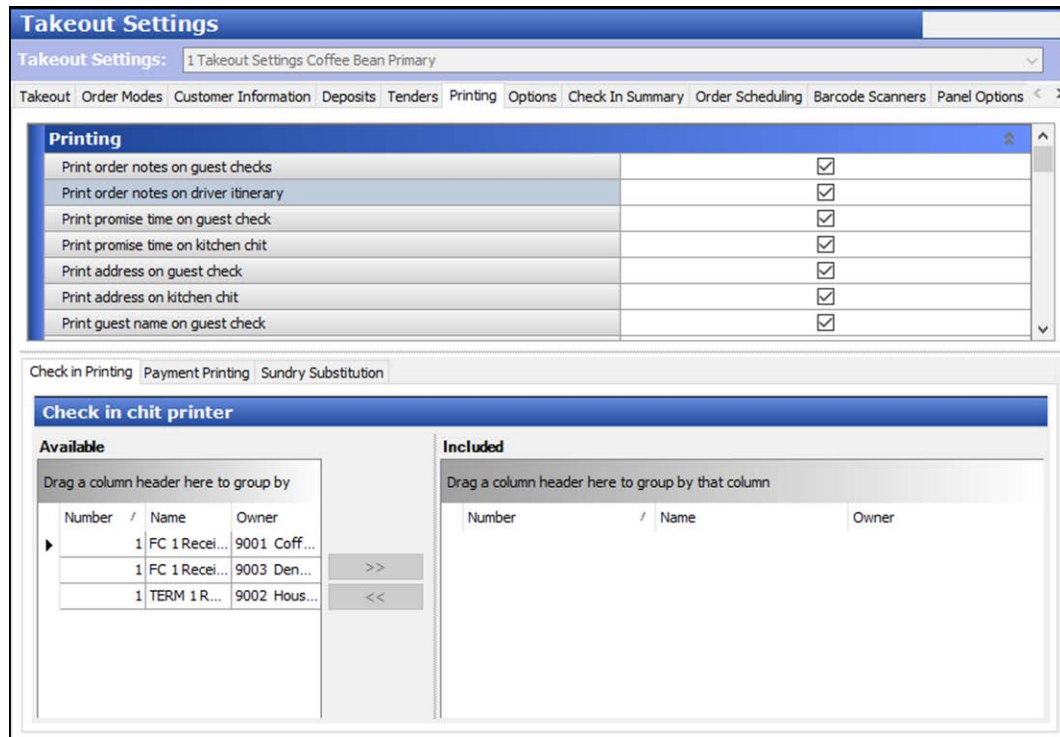 Takeout Settings
Takeout Settings: 1 Takeout Settings Coffee Bean Primary
Takeout Order Modes Customer Information Deposits Tenders Printing Options Check In Summary Order Scheduling Barcode Scanners Panel Options
Printing
Print order notes on guest checks
Print order notes on driver itinerary
Print promise time on guest check
Print promise time on kitchen chit
Print address on guest check
Print address on kitchen chit
Print guest name on guest check
Check in Printing Payment Printing Sundry Substitution
Check in chit printer
Available Included
Drag a column header here to group by Drag a column header here to group by that column
Number / Name Owner Number / Name Owner
1 FC 1 Recei... 9001 Coff...
1 FC 1 Recei... 9003 Den... >>
1 TERM 1 R... 9002 Hous... <<